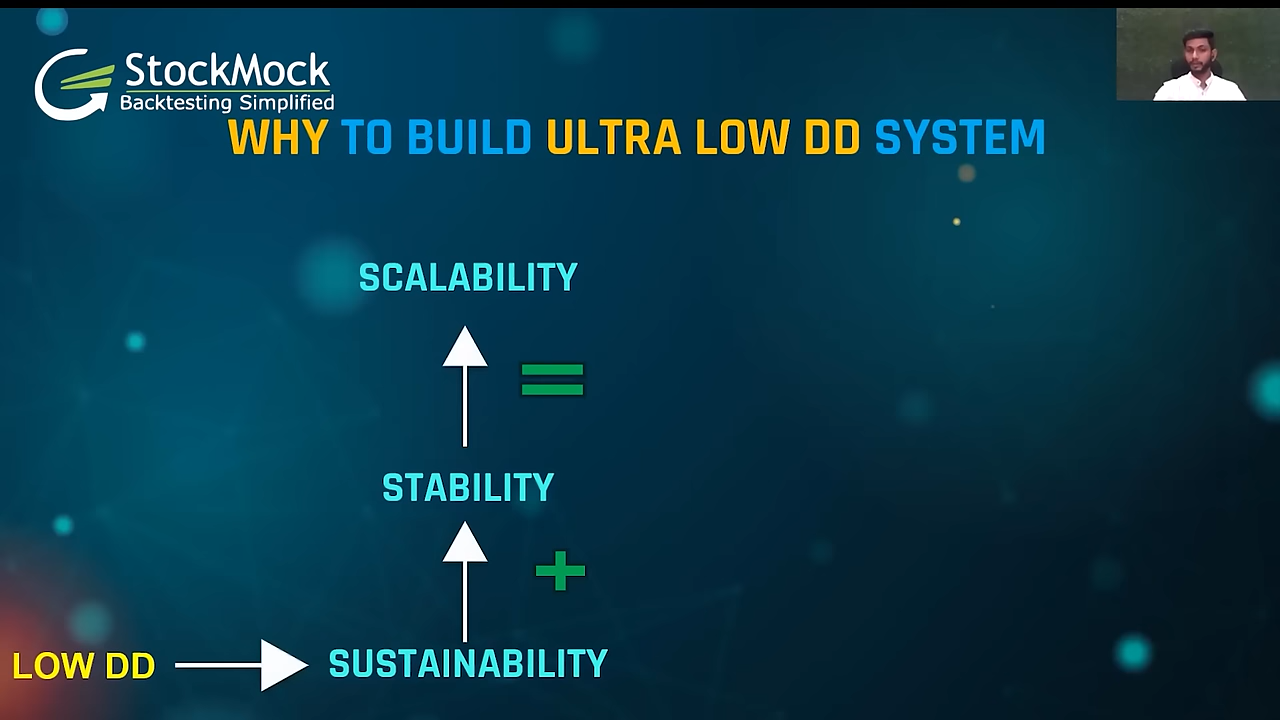 StockMock
Backtesting Simplified
WHY TO BUILD ULTRA LOW DD SYSTEM
SCALABILITY
=
STABILITY
+
LOW DD
SUSTAINABILITY